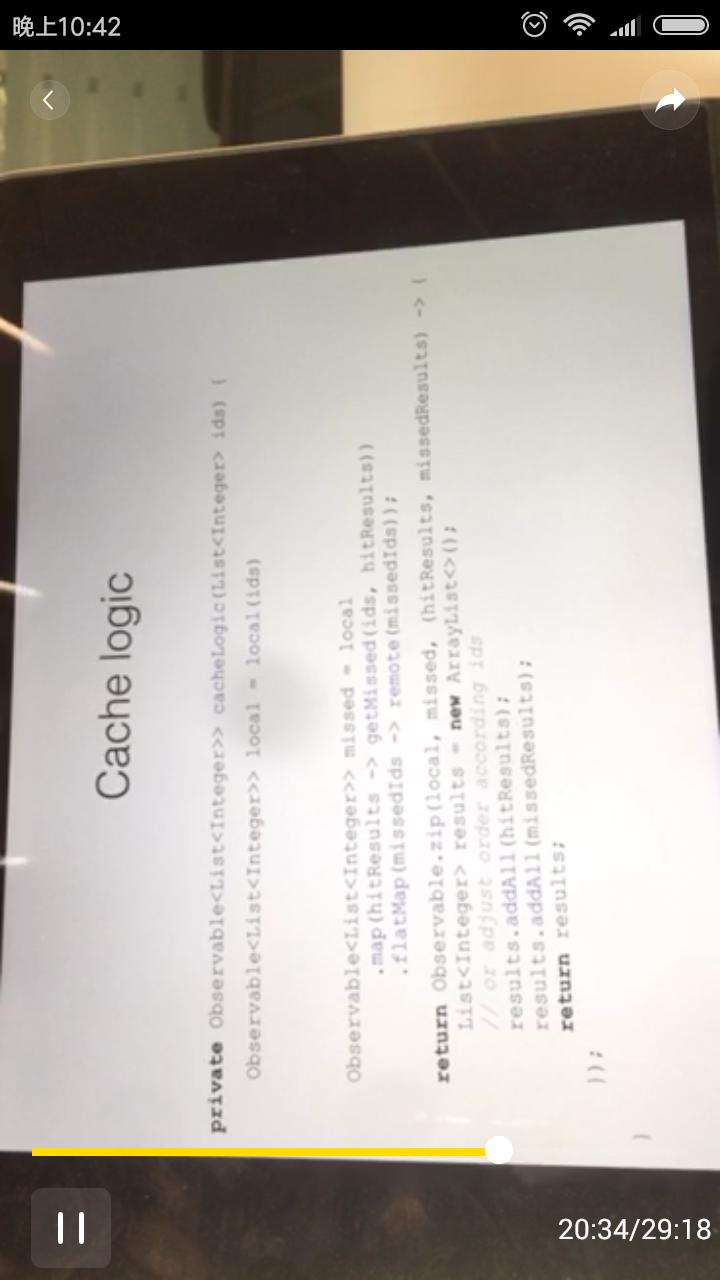 Cache logic
private Observable<List<Integer>> cacheLogic(List<Integer> ids) {
Observable<List<Integer>> local = local(ids)
Observable<List<Integer>> missed = local
.map(hitResults -> getMissed(ids, hitResults))
.flatMap(missedIds -> remote(missedIds));
return Observable.zip(local, missed, (hitResults, missedResults) -> {
List<Integer> results = new ArrayList<>();
// or adjust order according ids
results.addAll(hitResults);
results.addAll(missedResults);
return results;
});
}
20:34/29:18
晚上10:42